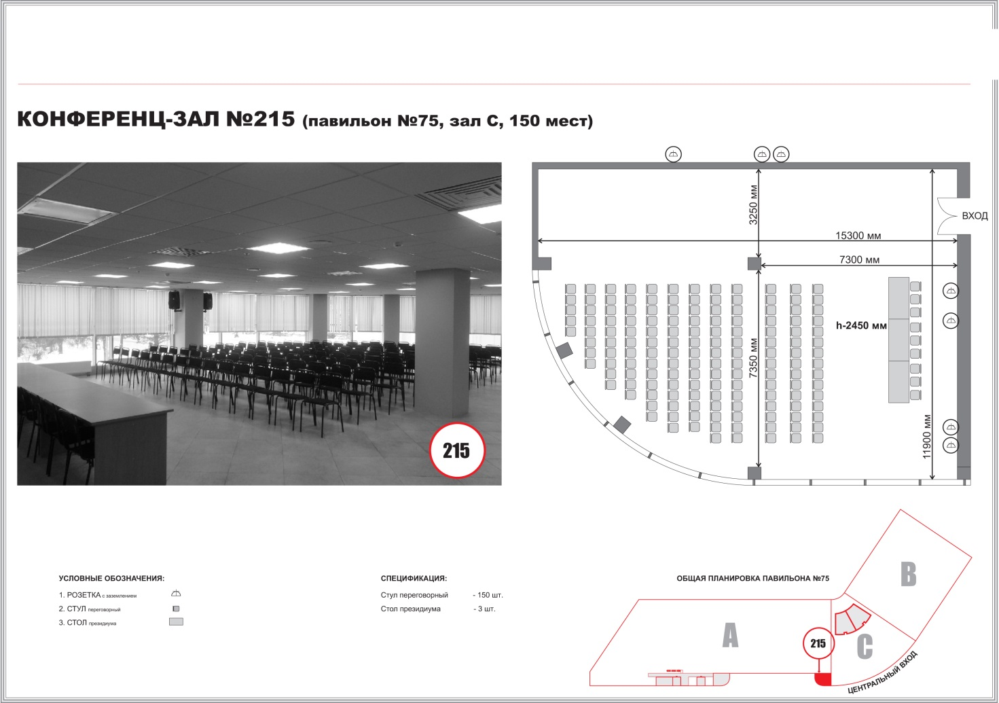 КОНФЕРЕНЦ-ЗАЛ №215 (павильон №75, зал С, 150 мест)
3250 мм
ВХОД
15300 мм
7300 мм
h-2450 мм
7350 мм
11900 мм
215
УСЛОВНЫЕ ОБОЗНАЧЕНИЯ:
1. РОЗЕТКА с заземлением
2. СТУЛ переговорный
3. СТОЛ президиума
СПЕЦИФИКАЦИЯ:
Стул переговорный - 150 шт.
Стол президиума - 3 шт.
ОБЩАЯ ПЛАНИРОВКА ПАВИЛЬОНА №75
B
A
215
C
ЦЕНТРАЛЬНЫЙ ВХОД